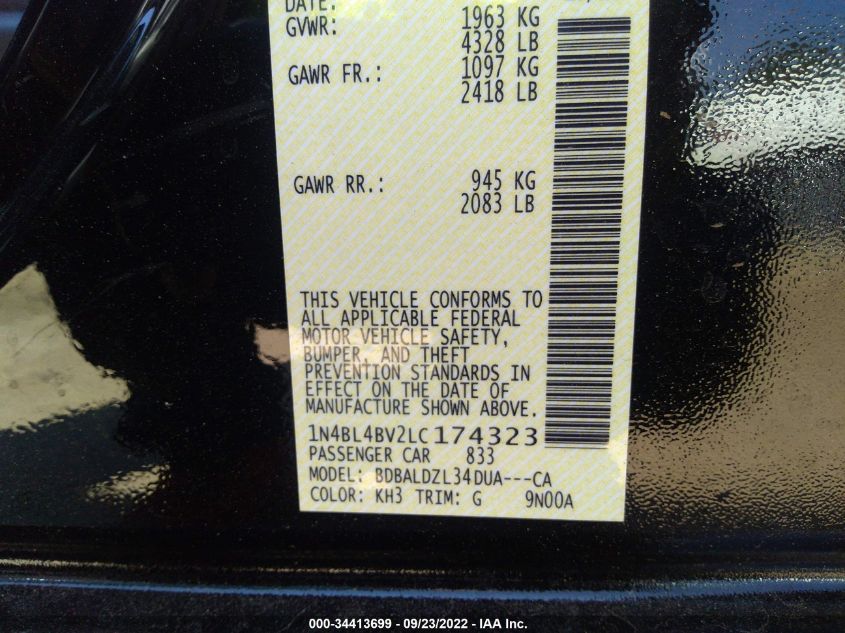 DATE:
GVWR: 1963 KG
4328 LB
GAWR FR.: 1097 KG
2418 LB
GAWR RR.: 945 KG
2083 LB
THIS VEHICLE CONFORMS TO
ALL APPLICABLE FEDERAL
MOTOR VEHICLE SAFETY,
BUMPER, AND THEFT
PREVENTION STANDARDS IN
EFFECT ON THE DATE OF
MANUFACTURE SHOWN ABOVE.
1N4BL4BV2LC174323
PASSENGER CAR 833
MODEL: BDBALDZL34DUA---CA
COLOR: KH3 TRIM: G 9N00A
000-34413699 - 09/23/2022 - IAA Inc.